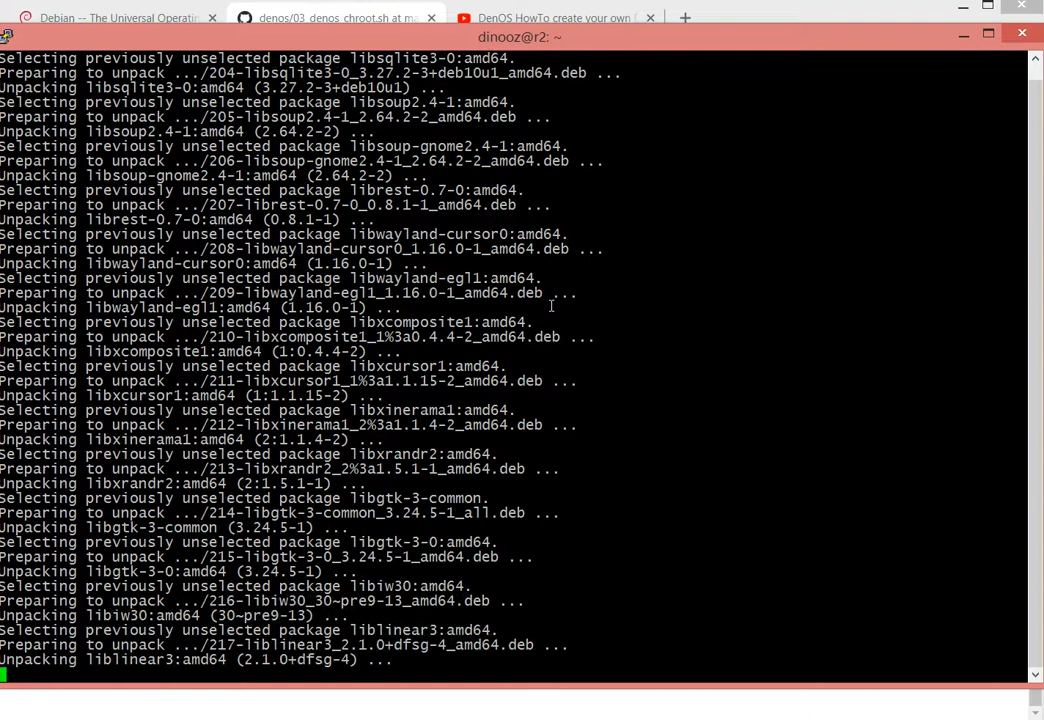 Debian -- The Universal Operatin
denos/03_denos_chroot.sh at ma
DenOS HowTo create your own
dinooz@r2: ~
Selecting previously unselected package libsqlite3-0:amd64.
Preparing to unpack .../204-libsqlite3-0_3.27.2-3+deb10u1_amd64.deb ...
Unpacking libsqlite3-0:amd64 (3.27.2-3+deb10u1) ...
Selecting previously unselected package libsoup2.4-1:amd64.
Preparing to unpack .../205-libsoup2.4-1_2.64.2-2_amd64.deb ...
Unpacking libsoup2.4-1:amd64 (2.64.2-2) ...
Selecting previously unselected package libsoup-gnome2.4-1:amd64.
Preparing to unpack .../206-libsoup-gnome2.4-1_2.64.2-2_amd64.deb ...
Unpacking libsoup-gnome2.4-1:amd64 (2.64.2-2) ...
Selecting previously unselected package librest-0.7-0:amd64.
Preparing to unpack .../207-librest-0.7-0_0.8.1-1_amd64.deb ...
Unpacking librest-0.7-0:amd64 (0.8.1-1) ...
Selecting previously unselected package libwayland-cursor0:amd64.
Preparing to unpack .../208-libwayland-cursor0_1.16.0-1_amd64.deb ...
Unpacking libwayland-cursor0:amd64 (1.16.0-1) ...
Selecting previously unselected package libwayland-egl1:amd64.
Preparing to unpack .../209-libwayland-egl1_1.16.0-1_amd64.deb ...
Unpacking libwayland-egl1:amd64 (1.16.0-1) ...
Selecting previously unselected package libxcomposite1:amd64.
Preparing to unpack .../210-libxcomposite1_1%3a0.4.4-2_amd64.deb ...
Unpacking libxcomposite1:amd64 (1:0.4.4-2) ...
Selecting previously unselected package libxcursor1:amd64.
Preparing to unpack .../211-libxcursor1_1%3a1.1.15-2_amd64.deb ...
Unpacking libxcursor1:amd64 (1:1.1.15-2) ...
Selecting previously unselected package libxinerama1:amd64.
Preparing to unpack .../212-libxinerama1_2%3a1.1.4-2_amd64.deb ...
Unpacking libxinerama1:amd64 (2:1.1.4-2) ...
Selecting previously unselected package libxrandr2:amd64.
Preparing to unpack .../213-libxrandr2_2%3a1.5.1-1_amd64.deb ...
Unpacking libxrandr2:amd64 (2:1.5.1-1) ...
Selecting previously unselected package libgtk-3-common.
Preparing to unpack .../214-libgtk-3-common_3.24.5-1_all.deb ...
Unpacking libgtk-3-common (3.24.5-1) ...
Selecting previously unselected package libgtk-3-0:amd64.
Preparing to unpack .../215-libgtk-3-0_3.24.5-1_amd64.deb ...
Unpacking libgtk-3-0:amd64 (3.24.5-1) ...
Selecting previously unselected package libiw30:amd64.
Preparing to unpack .../216-libiw30_30~pre9-13_amd64.deb ...
Unpacking libiw30:amd64 (30~pre9-13) ...
Selecting previously unselected package liblinear3:amd64.
Preparing to unpack .../217-liblinear3_2.1.0+dfsg-4_amd64.deb ...
Unpacking liblinear3:amd64 (2.1.0+dfsg-4) ...